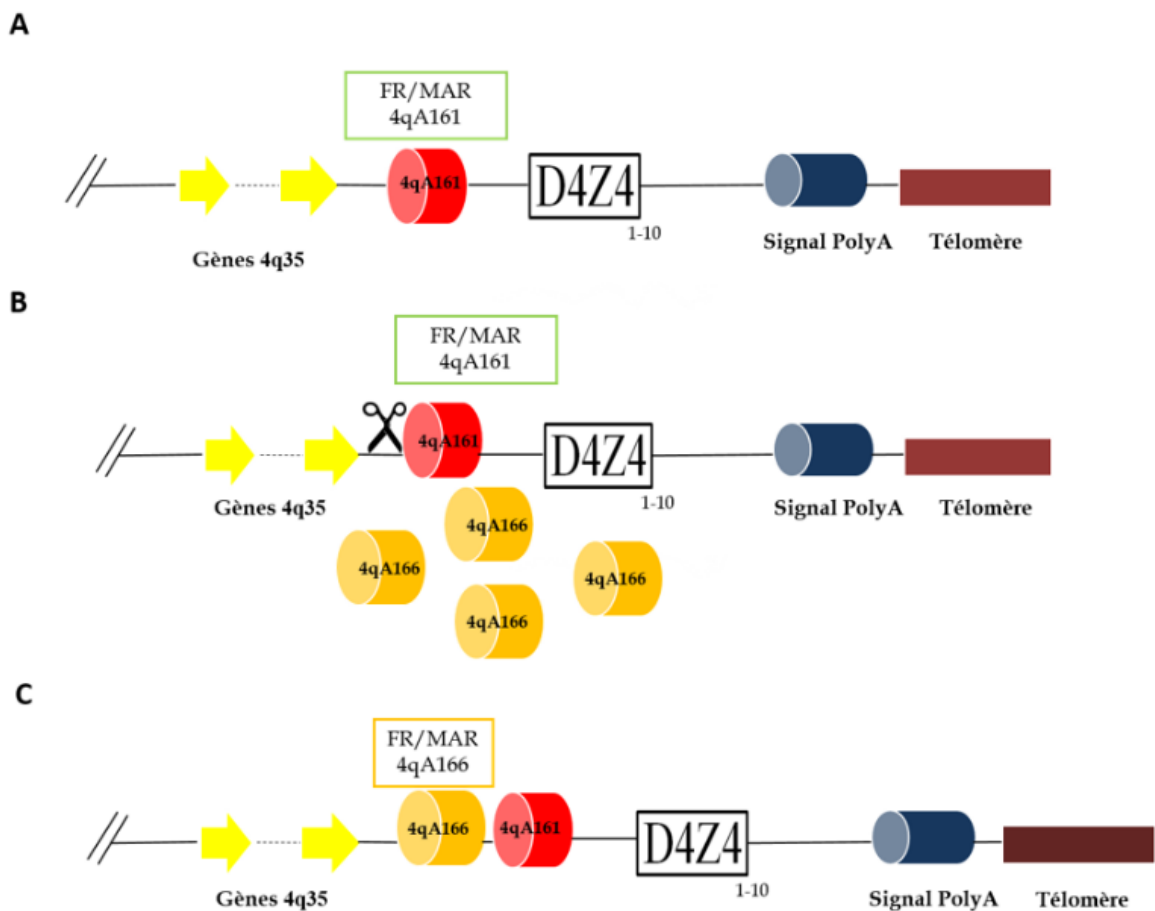 A
FR/MAR
4qA161
4qA161
D4Z4
1-10
Gènes 4q35
Signal PolyA
Télomère
B
FR/MAR
4qA161
4qA161
D4Z4
1-10
Gènes 4q35
Signal PolyA
Télomère
4qA166
4qA166
4qA166
4qA166
C
FR/MAR
4qA166
4qA166
4qA161
D4Z4
1-10
Gènes 4q35
Signal PolyA
Télomère